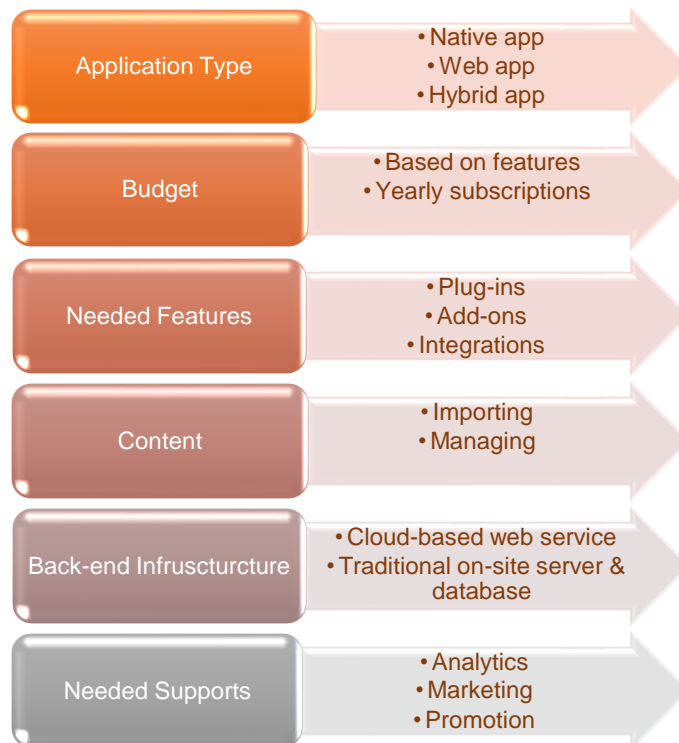 Application Type
• Native app
• Web app
• Hybrid app
Budget
• Based on features
• Yearly subscriptions
Needed Features
• Plug-ins
• Add-ons
• Integrations
Content
• Importing
• Managing
Back-end Infruscturcture
• Cloud-based web service
• Traditional on-site server &
database
Needed Supports
• Analytics
• Marketing
• Promotion